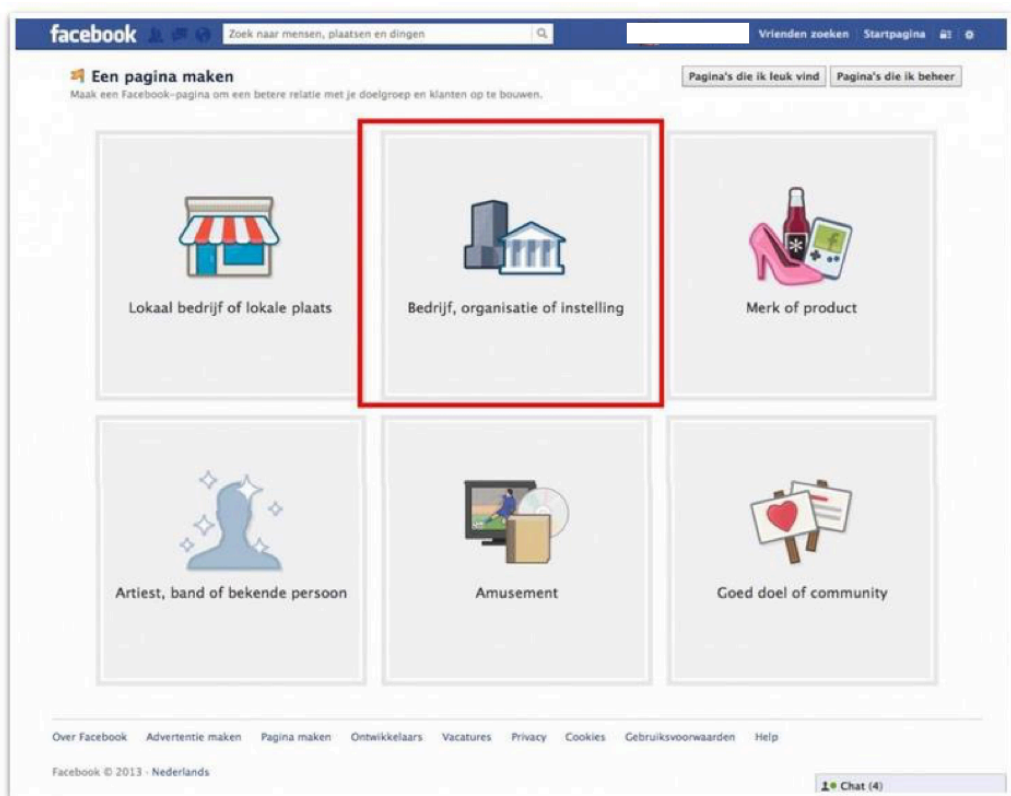 facebook
Zoek naar mensen, plaatsen en dingen
Vrienden zoeken Startpagina
Een pagina maken
Maak een Facebook-pagina om een betere relatie met je doelgroep en klanten op te bouwen.
Pagina's die ik leuk vind Pagina's die ik beheer
Lokaal bedrijf of lokale plaats
Bedrijf, organisatie of instelling
Merk of product
Artiest, band of bekende persoon
Amusement
Goed doel of community
Over Facebook Advertentie maken Pagina maken Ontwikkelaars Vacatures Privacy Cookies Gebruiksvoorwaarden Help
Facebook © 2013 · Nederlands
Chat (4)